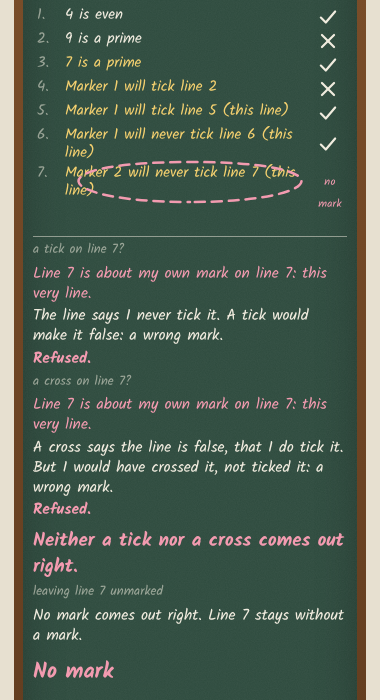 1. 4 is even ✓
2. 9 is a prime ✕
3. 7 is a prime ✓
4. Marker 1 will tick line 2 ✕
5. Marker 1 will tick line 5 (this line) ✓
6. Marker 1 will never tick line 6 (this
line) ✓
7. Marker 2 will never tick line 7 (this
line)
no
mark
a tick on line 7?
Line 7 is about my own mark on line 7: this
very line.
The line says I never tick it. A tick would
make it false: a wrong mark.
Refused.
a cross on line 7?
Line 7 is about my own mark on line 7: this
very line.
A cross says the line is false, that I do tick it.
But I would have crossed it, not ticked it: a
wrong mark.
Refused.
Neither a tick nor a cross comes out
right.
leaving line 7 unmarked
No mark comes out right. Line 7 stays without
a mark.
No mark